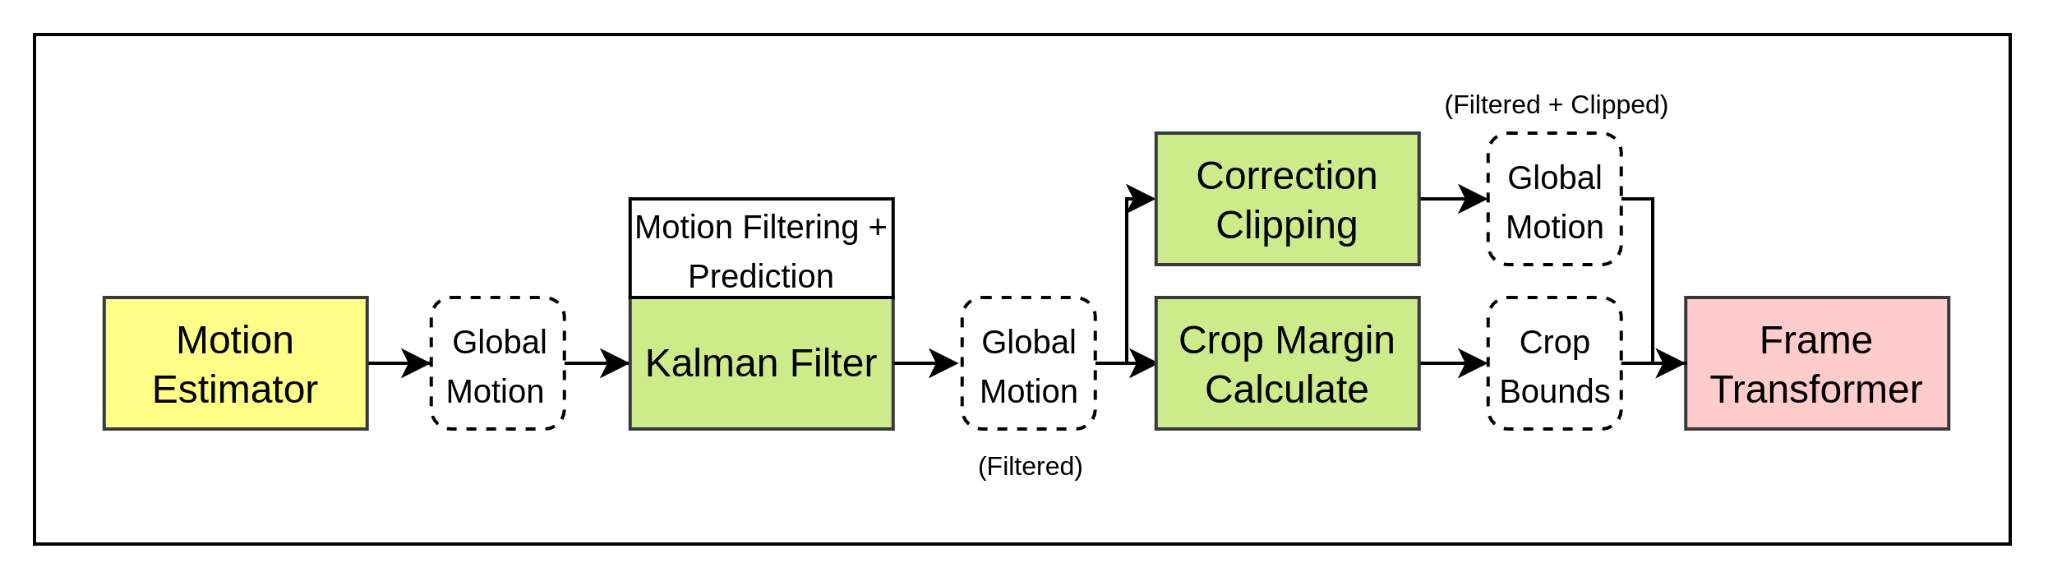 (Filtered + Clipped)
Correction
Clipping
Global
Motion
Motion Filtering +
Prediction
Motion
Estimator
Global
Motion
Kalman Filter
Global
Motion
(Filtered)
Crop Margin
Calculate
Crop
Bounds
Frame
Transformer